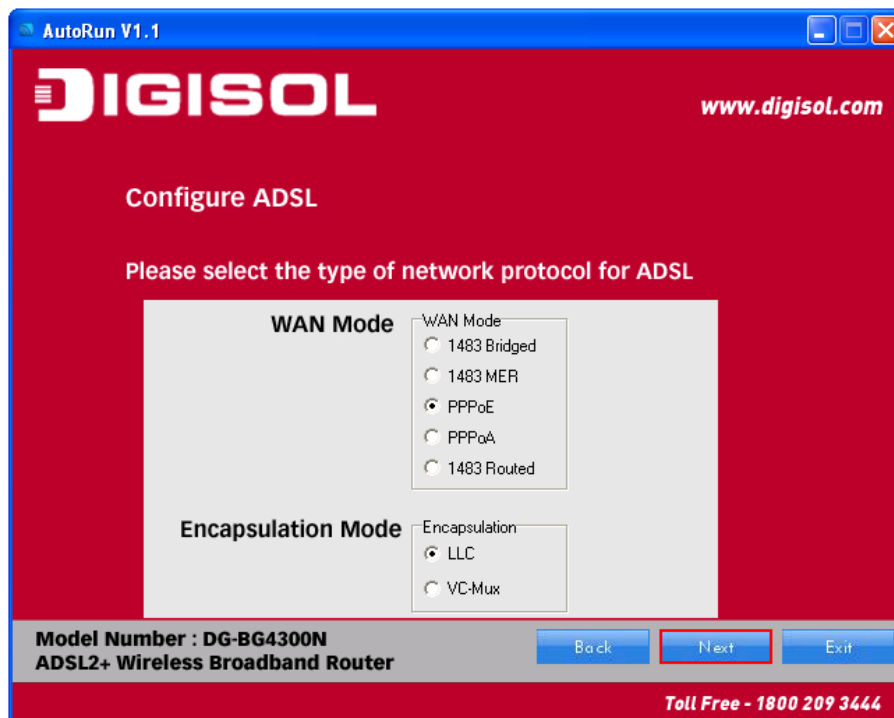 AutoRun V1.1
DIGISOL
www.digisol.com
Configure ADSL
Please select the type of network protocol for ADSL
WAN Mode
WAN Mode
1483 Bridged
1483 MER
PPPoE
PPPoA
1483 Routed
Encapsulation Mode
Encapsulation
LLC
VC-Mux
Model Number : DG-BG4300N
ADSL2+ Wireless Broadband Router
Back
Next
Exit
Toll Free - 1800 209 3444